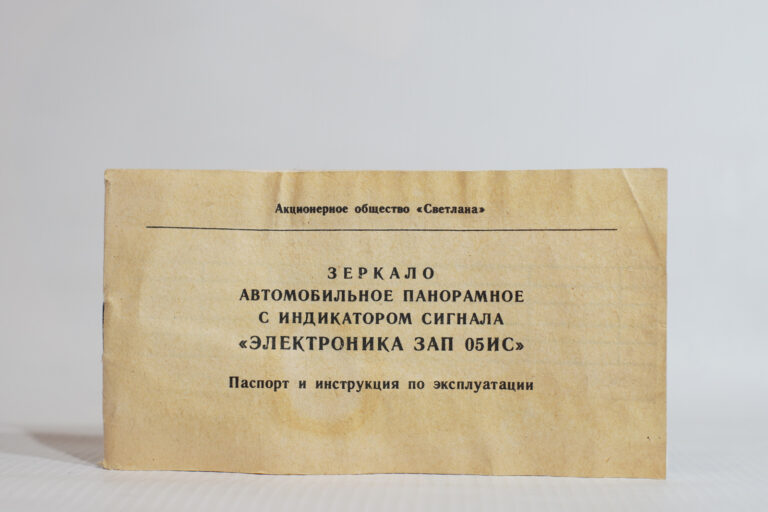 Акционерное общество «Светлана»
ЗЕРКАЛО
АВТОМОБИЛЬНОЕ ПАНОРАМНОЕ
С ИНДИКАТОРОМ СИГНАЛА
«ЭЛЕКТРОНИКА ЗАП 05ИС»
Паспорт и инструкция по эксплуатации